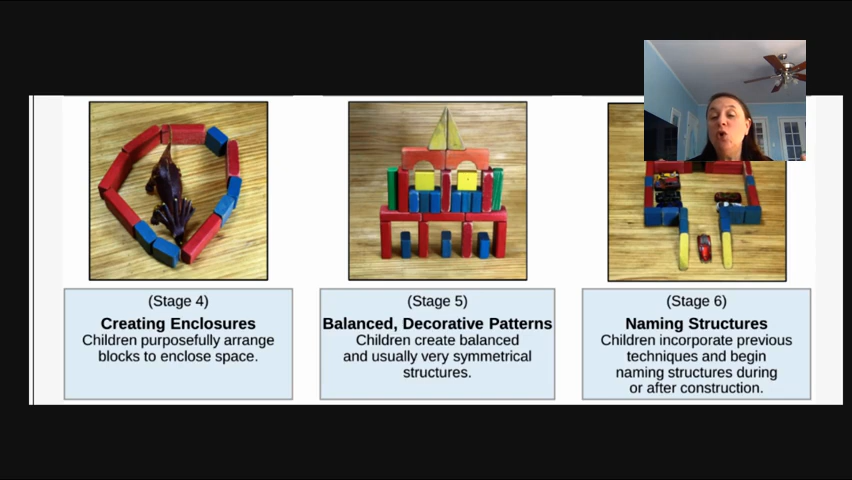 (Stage 4)
Creating Enclosures
Children purposefully arrange
blocks to enclose space.
(Stage 5)
Balanced, Decorative Patterns
Children create balanced
and usually very symmetrical
structures.
(Stage 6)
Naming Structures
Children incorporate previous
techniques and begin
naming structures during
or after construction.